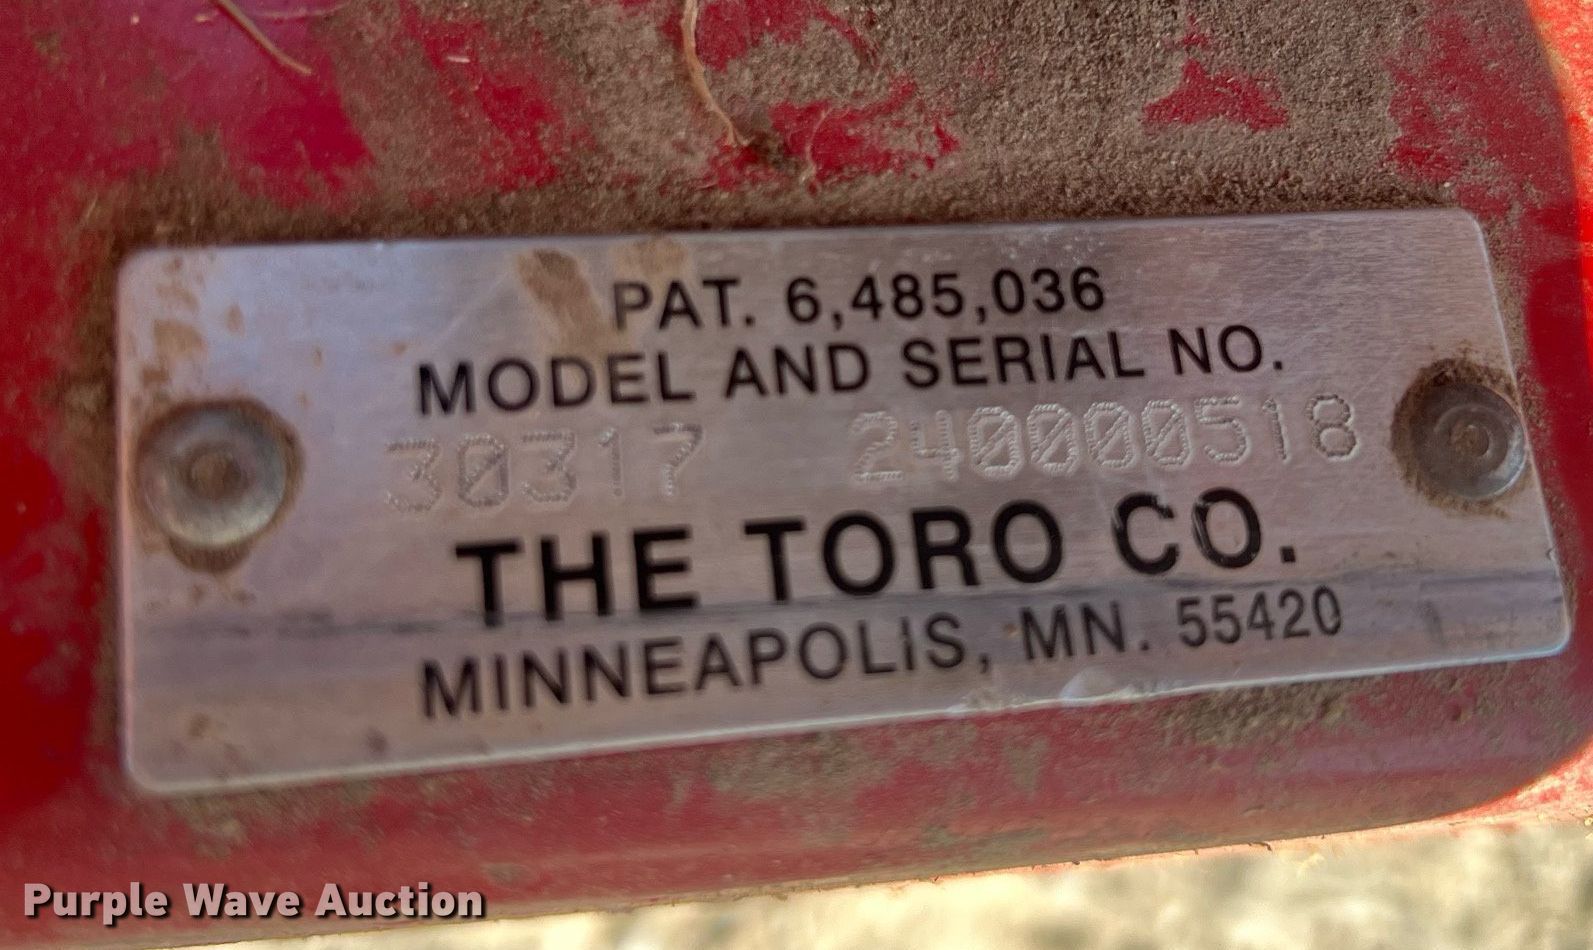 PAT. 6,485,036
MODEL AND SERIAL NO.
30317 240000518
THE TORO CO.
MINNEAPOLIS, MN. 55420
Purple Wave Auction